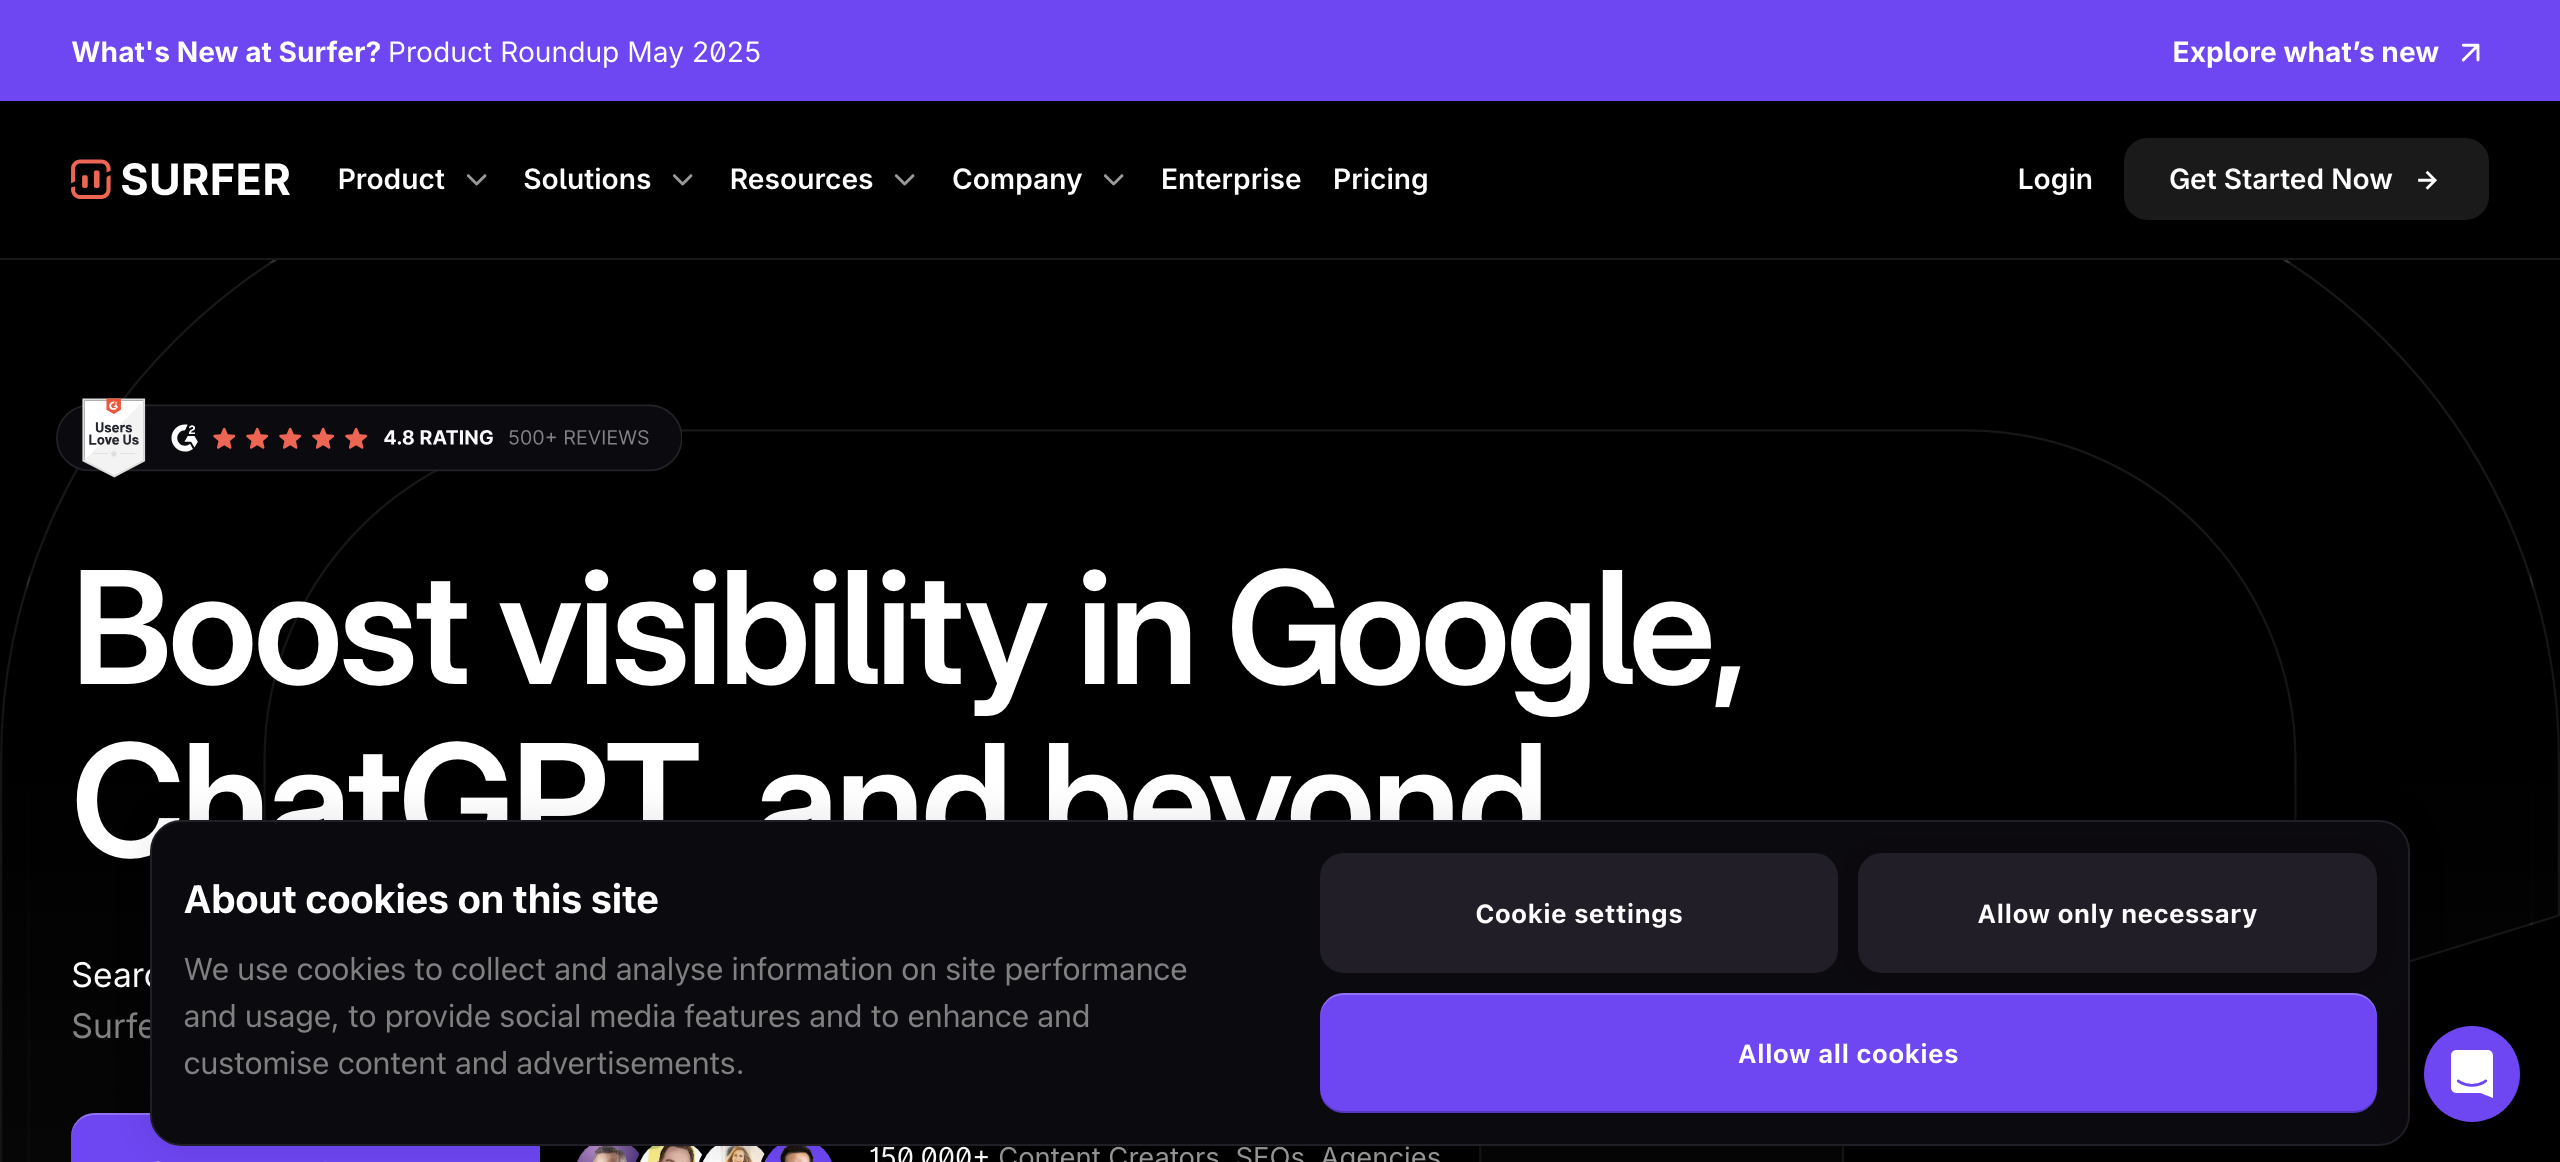 What's New at Surfer? Product Roundup May 2025
Explore what’s new
SURFER
Product
Solutions
Resources
Company
Enterprise
Pricing
Login
Get Started Now
Users
Love Us
4.8 RATING 500+ REVIEWS
Boost visibility in Google,
ChatGPT, and beyond
About cookies on this site
We use cookies to collect and analyse information on site performance
and usage, to provide social media features and to enhance and
customise content and advertisements.
Cookie settings
Allow only necessary
Allow all cookies
150,000+ Content Creators, SEOs, Agencies